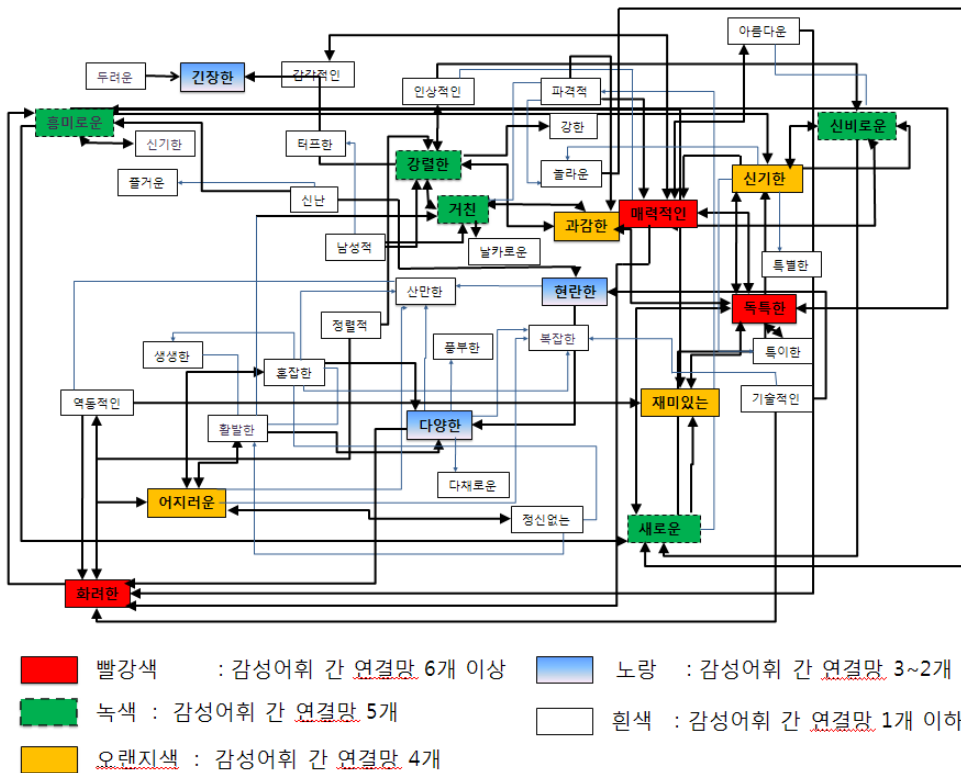 아름다운
두려운
긴장한
감각적인
인상적인
파격적
흥미로운
신기한
터프한
강한
신비로운
강렬한
놀라운
신기한
즐거운
신난
거친
과감한
매력적인
남성적
날카로운
특별한
산만한
현란한
독특한
정렬적
생생한
혼잡한
풍부한
복잡한
특이한
역동적인
활발한
다양한
재미있는
기술적인
어지러운
다채로운
정신없는
새로운
화려한
빨강색 : 감성어휘 간 연결망 6개 이상
노랑 : 감성어휘 간 연결망 3~2개
녹색 : 감성어휘 간 연결망 5개
흰색 : 감성어휘 간 연결망 1개 이하
오랜지색 : 감성어휘 간 연결망 4개